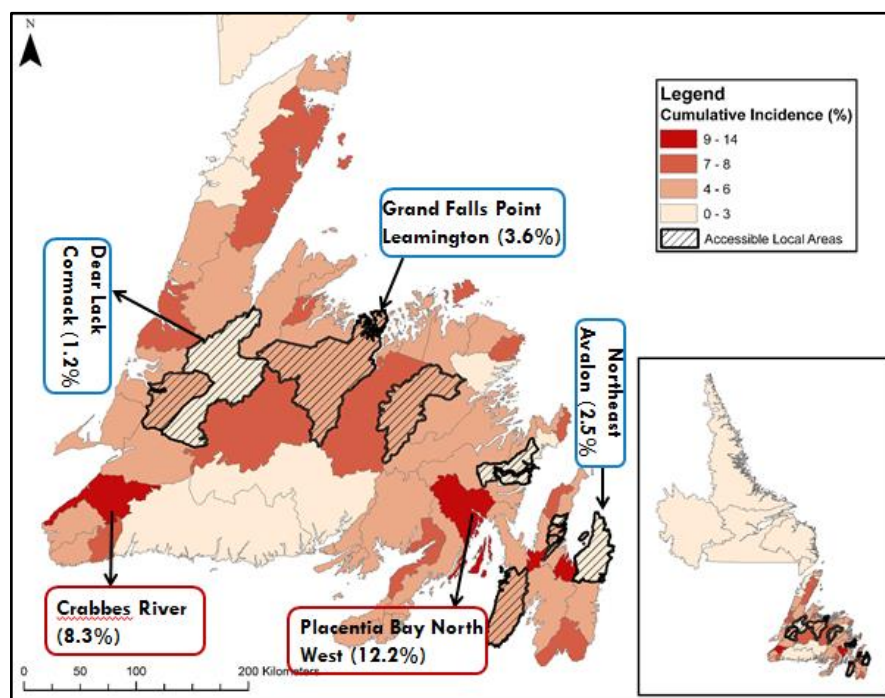 N
Legend
Cumulative Incidence (%)
9 - 14
7 - 8
4 - 6
0 - 3
Accessible Local Areas
Grand Falls Point
Leamington (3.6%)
Dear Lack
Cormack (1.2%
Northeast
Avalon (2.5%
Crabbes River
(8.3%)
Placentia Bay North
West (12.2%)
0 50 100 200 Kilometers